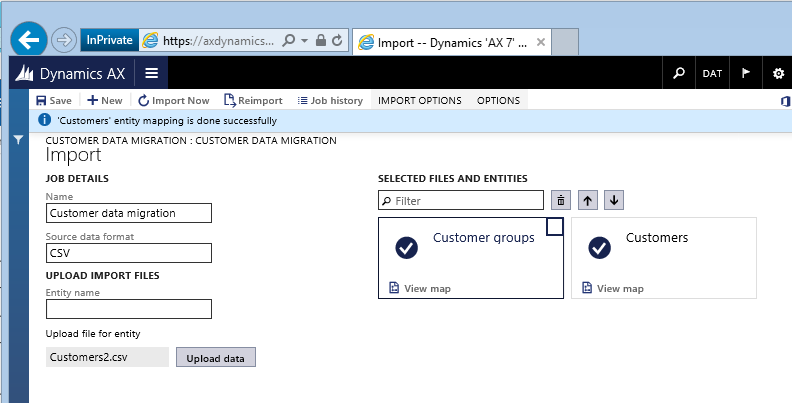 InPrivate https://axdynamics... Import -- Dynamics 'AX 7' ...
Dynamics AX DAT
Save New Import Now Reimport Job history IMPORT OPTIONS OPTIONS
'Customers' entity mapping is done successfully
CUSTOMER DATA MIGRATION : CUSTOMER DATA MIGRATION
Import
JOB DETAILS
Name
Customer data migration
Source data format
CSV
UPLOAD IMPORT FILES
Entity name
Upload file for entity
Customers2.csv Upload data
SELECTED FILES AND ENTITIES
Filter
Customer groups
View map
Customers
View map